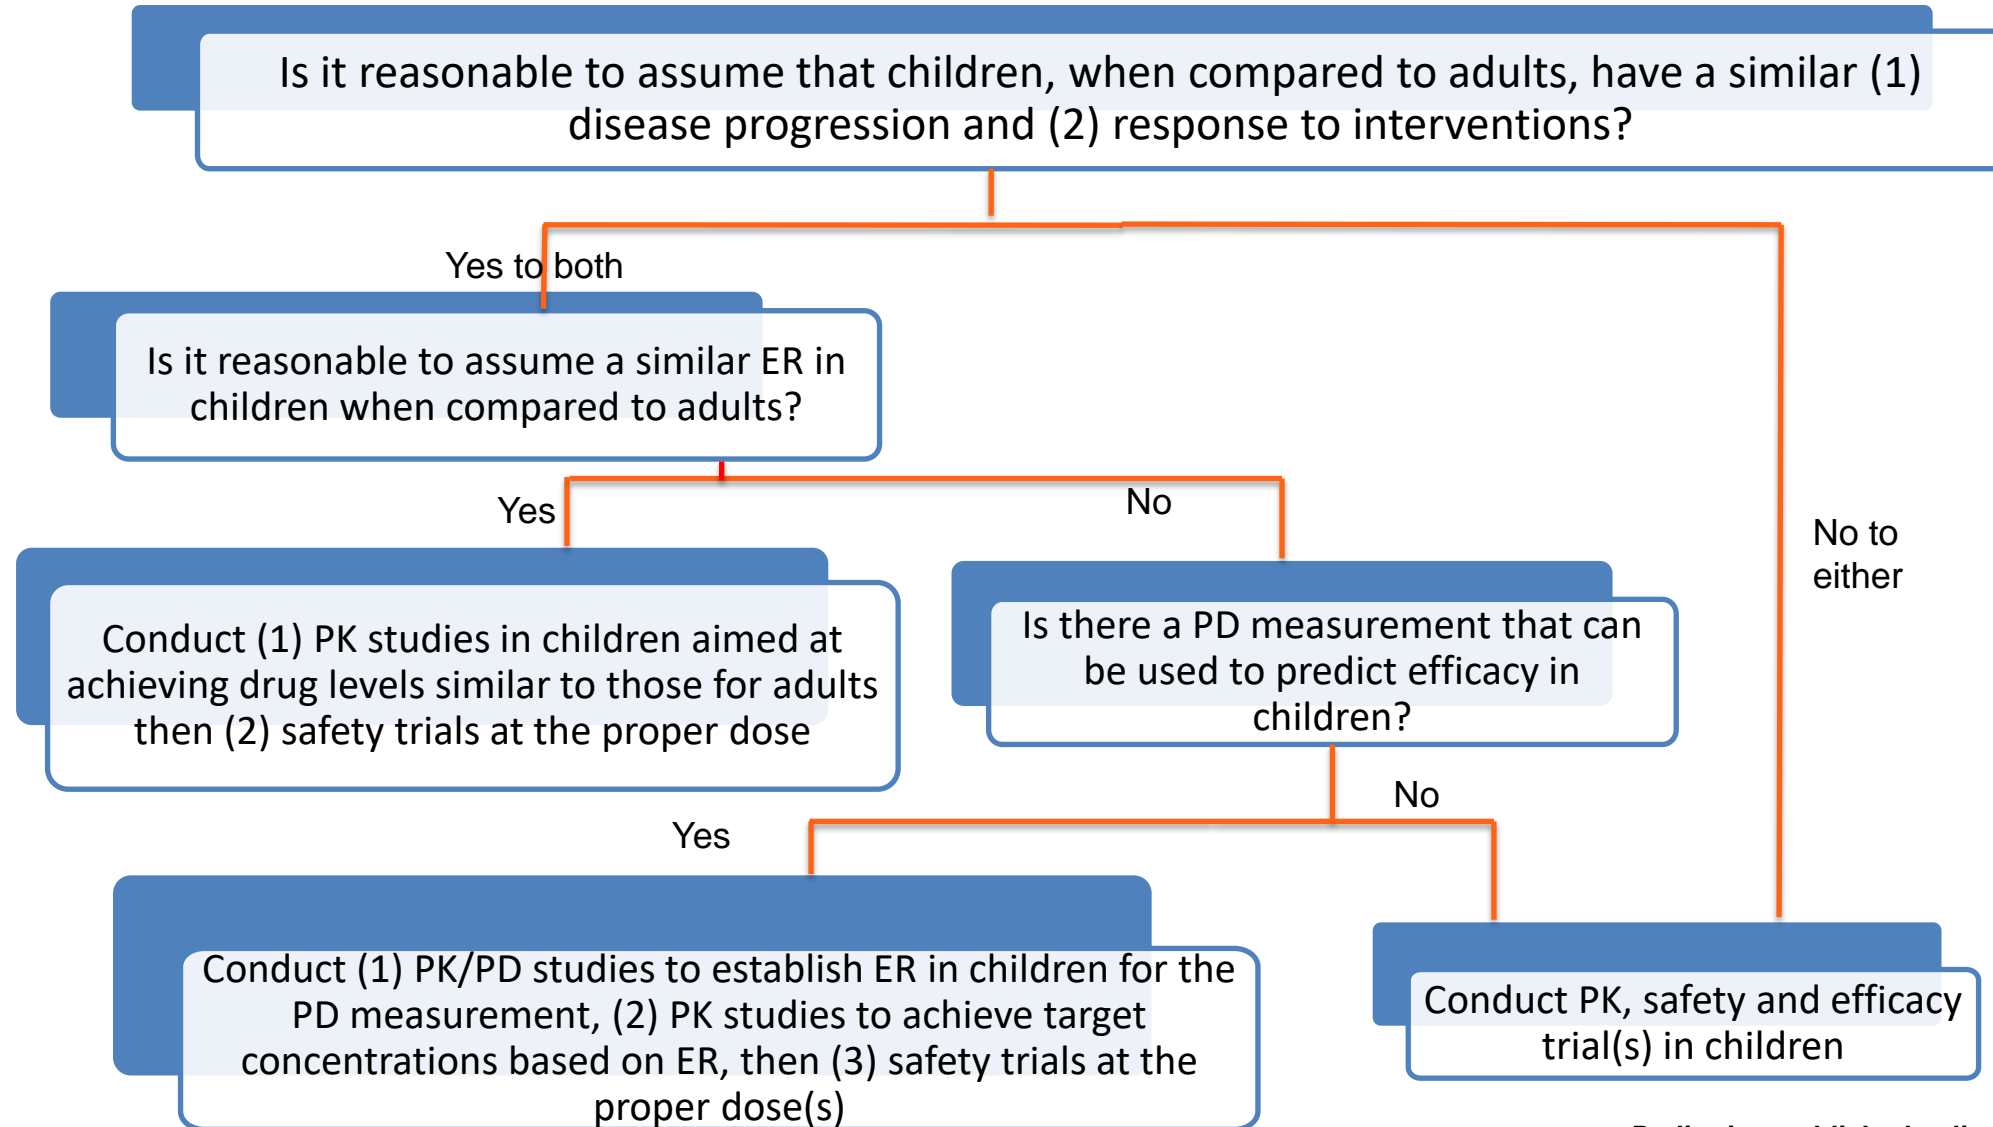 Is it reasonable to assume that children, when compared to adults, have a similar (1)
disease progression and (2) response to interventions?
Yes to both
Is it reasonable to assume a similar ER in
children when compared to adults?
Yes
No
No to
either
Conduct (1) PK studies in children aimed at
achieving drug levels similar to those for adults
then (2) safety trials at the proper dose
Is there a PD measurement that can
be used to predict efficacy in
children?
Yes
No
Conduct (1) PK/PD studies to establish ER in children for the
PD measurement, (2) PK studies to achieve target
concentrations based on ER, then (3) safety trials at the
proper dose(s)
Conduct PK, safety and efficacy
trial(s) in children